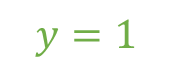 y = 1